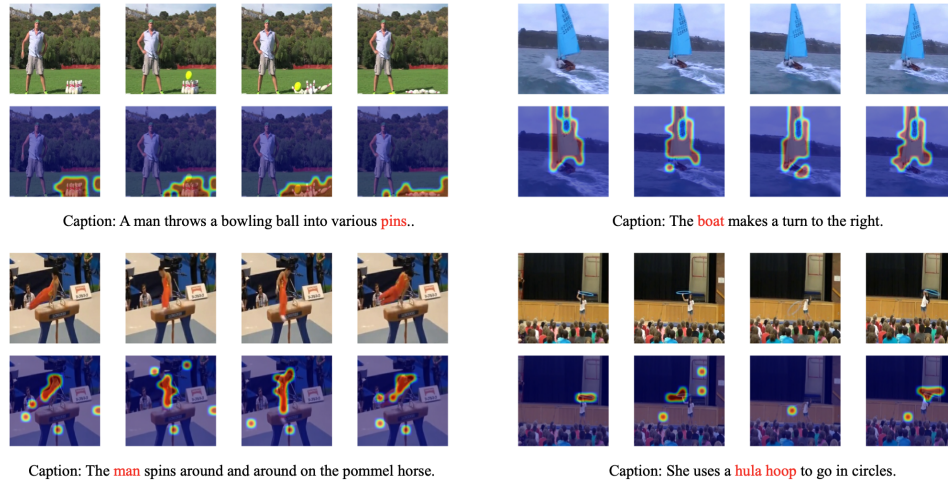 Caption: A man throws a bowling ball into various pins..
Caption: The boat makes a turn to the right.
Caption: The man spins around and around on the pommel horse.
Caption: She uses a hula hoop to go in circles.